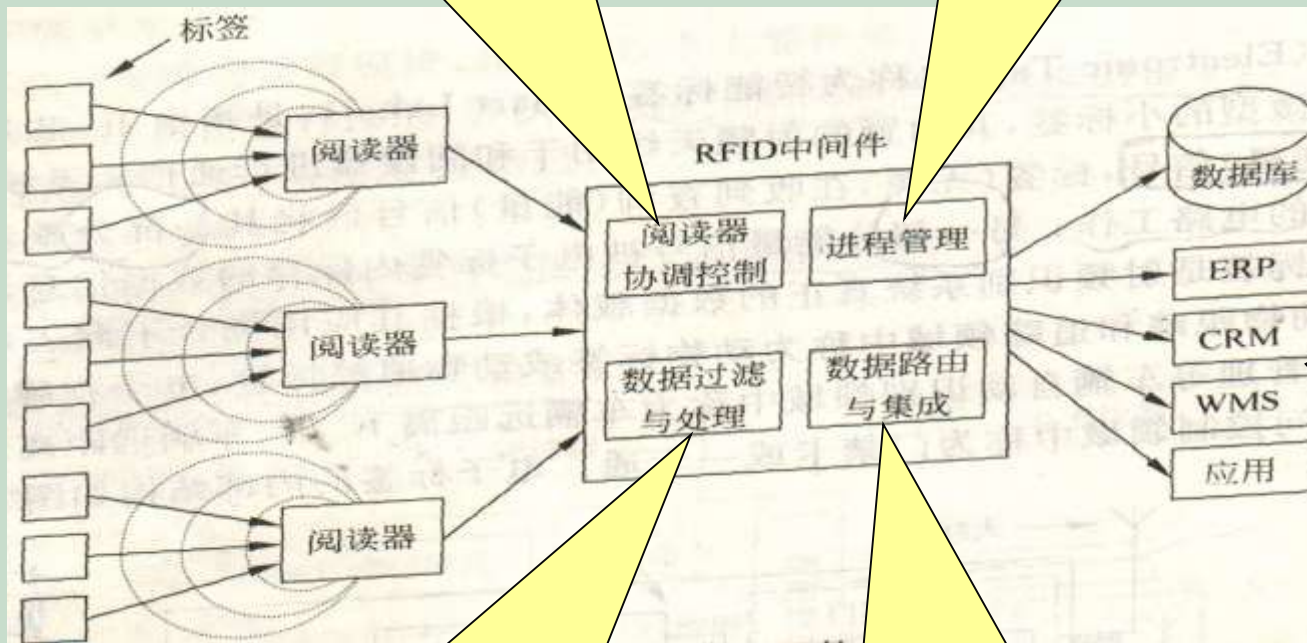 标签
阅读器
阅读器
阅读器
RFID中间件
阅读器
协调控制
进程管理
数据过滤
与处理
数据路由
与集成
数据库
ERP
CRM
WMS
应用